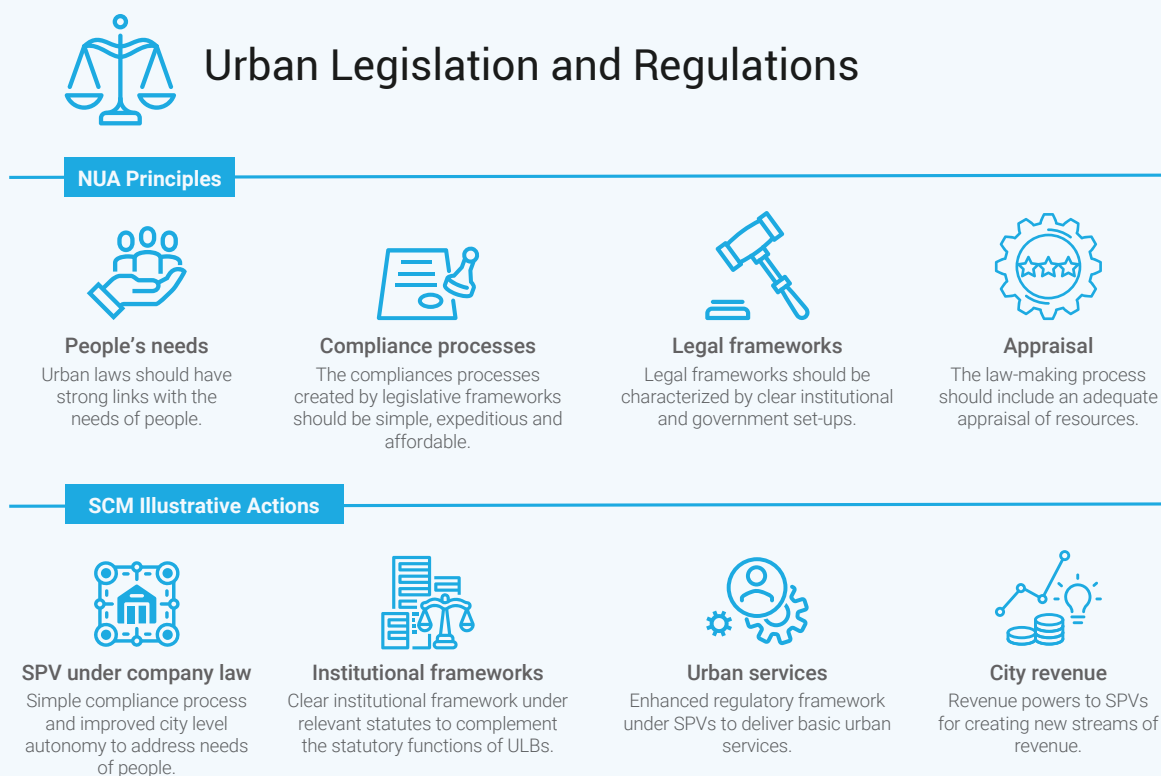 Urban Legislation and Regulations
NUA Principles
People's needs
Urban laws should have
strong links with the
needs of people.
Compliance processes
The compliances processes
created by legislative frameworks
should be simple, expeditious and
affordable.
Legal frameworks
Legal frameworks should be
characterized by clear institutional
and government set-ups.
Appraisal
The law-making process
should include an adequate
appraisal of resources.
SCM Illustrative Actions
SPV under company law
Simple compliance process
and improved city level
autonomy to address needs
of people.
Institutional frameworks
Clear institutional framework under
relevant statutes to complement
the statutory functions of ULBs.
Urban services
Enhanced regulatory framework
under SPVs to deliver basic urban
services.
City revenue
Revenue powers to SPVs
for creating new streams of
revenue.